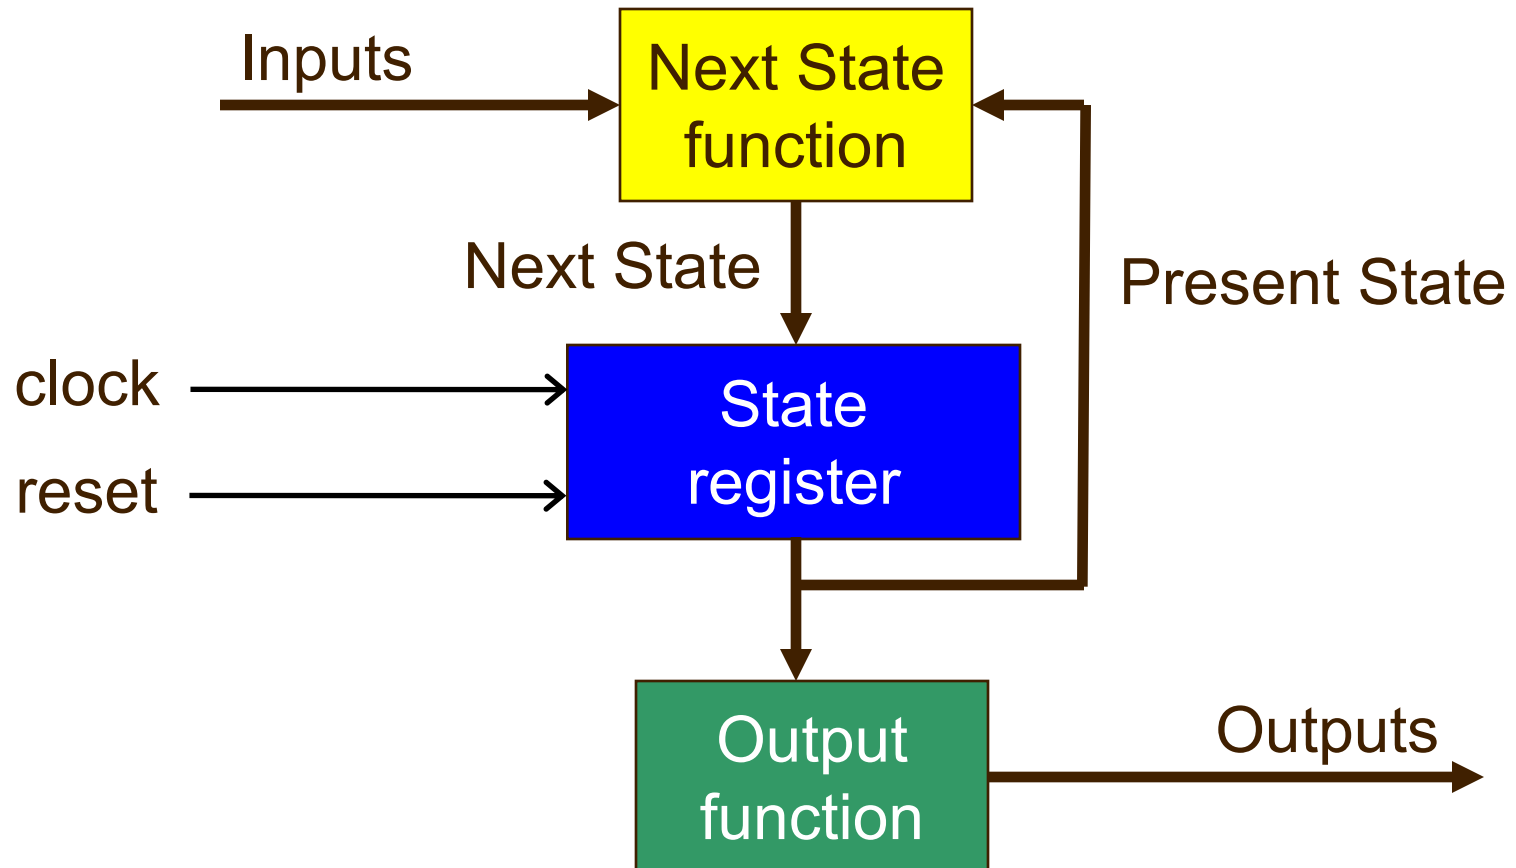 Inputs
Next State
function
Next State
Present State
clock
State
register
reset
Output
function
Outputs